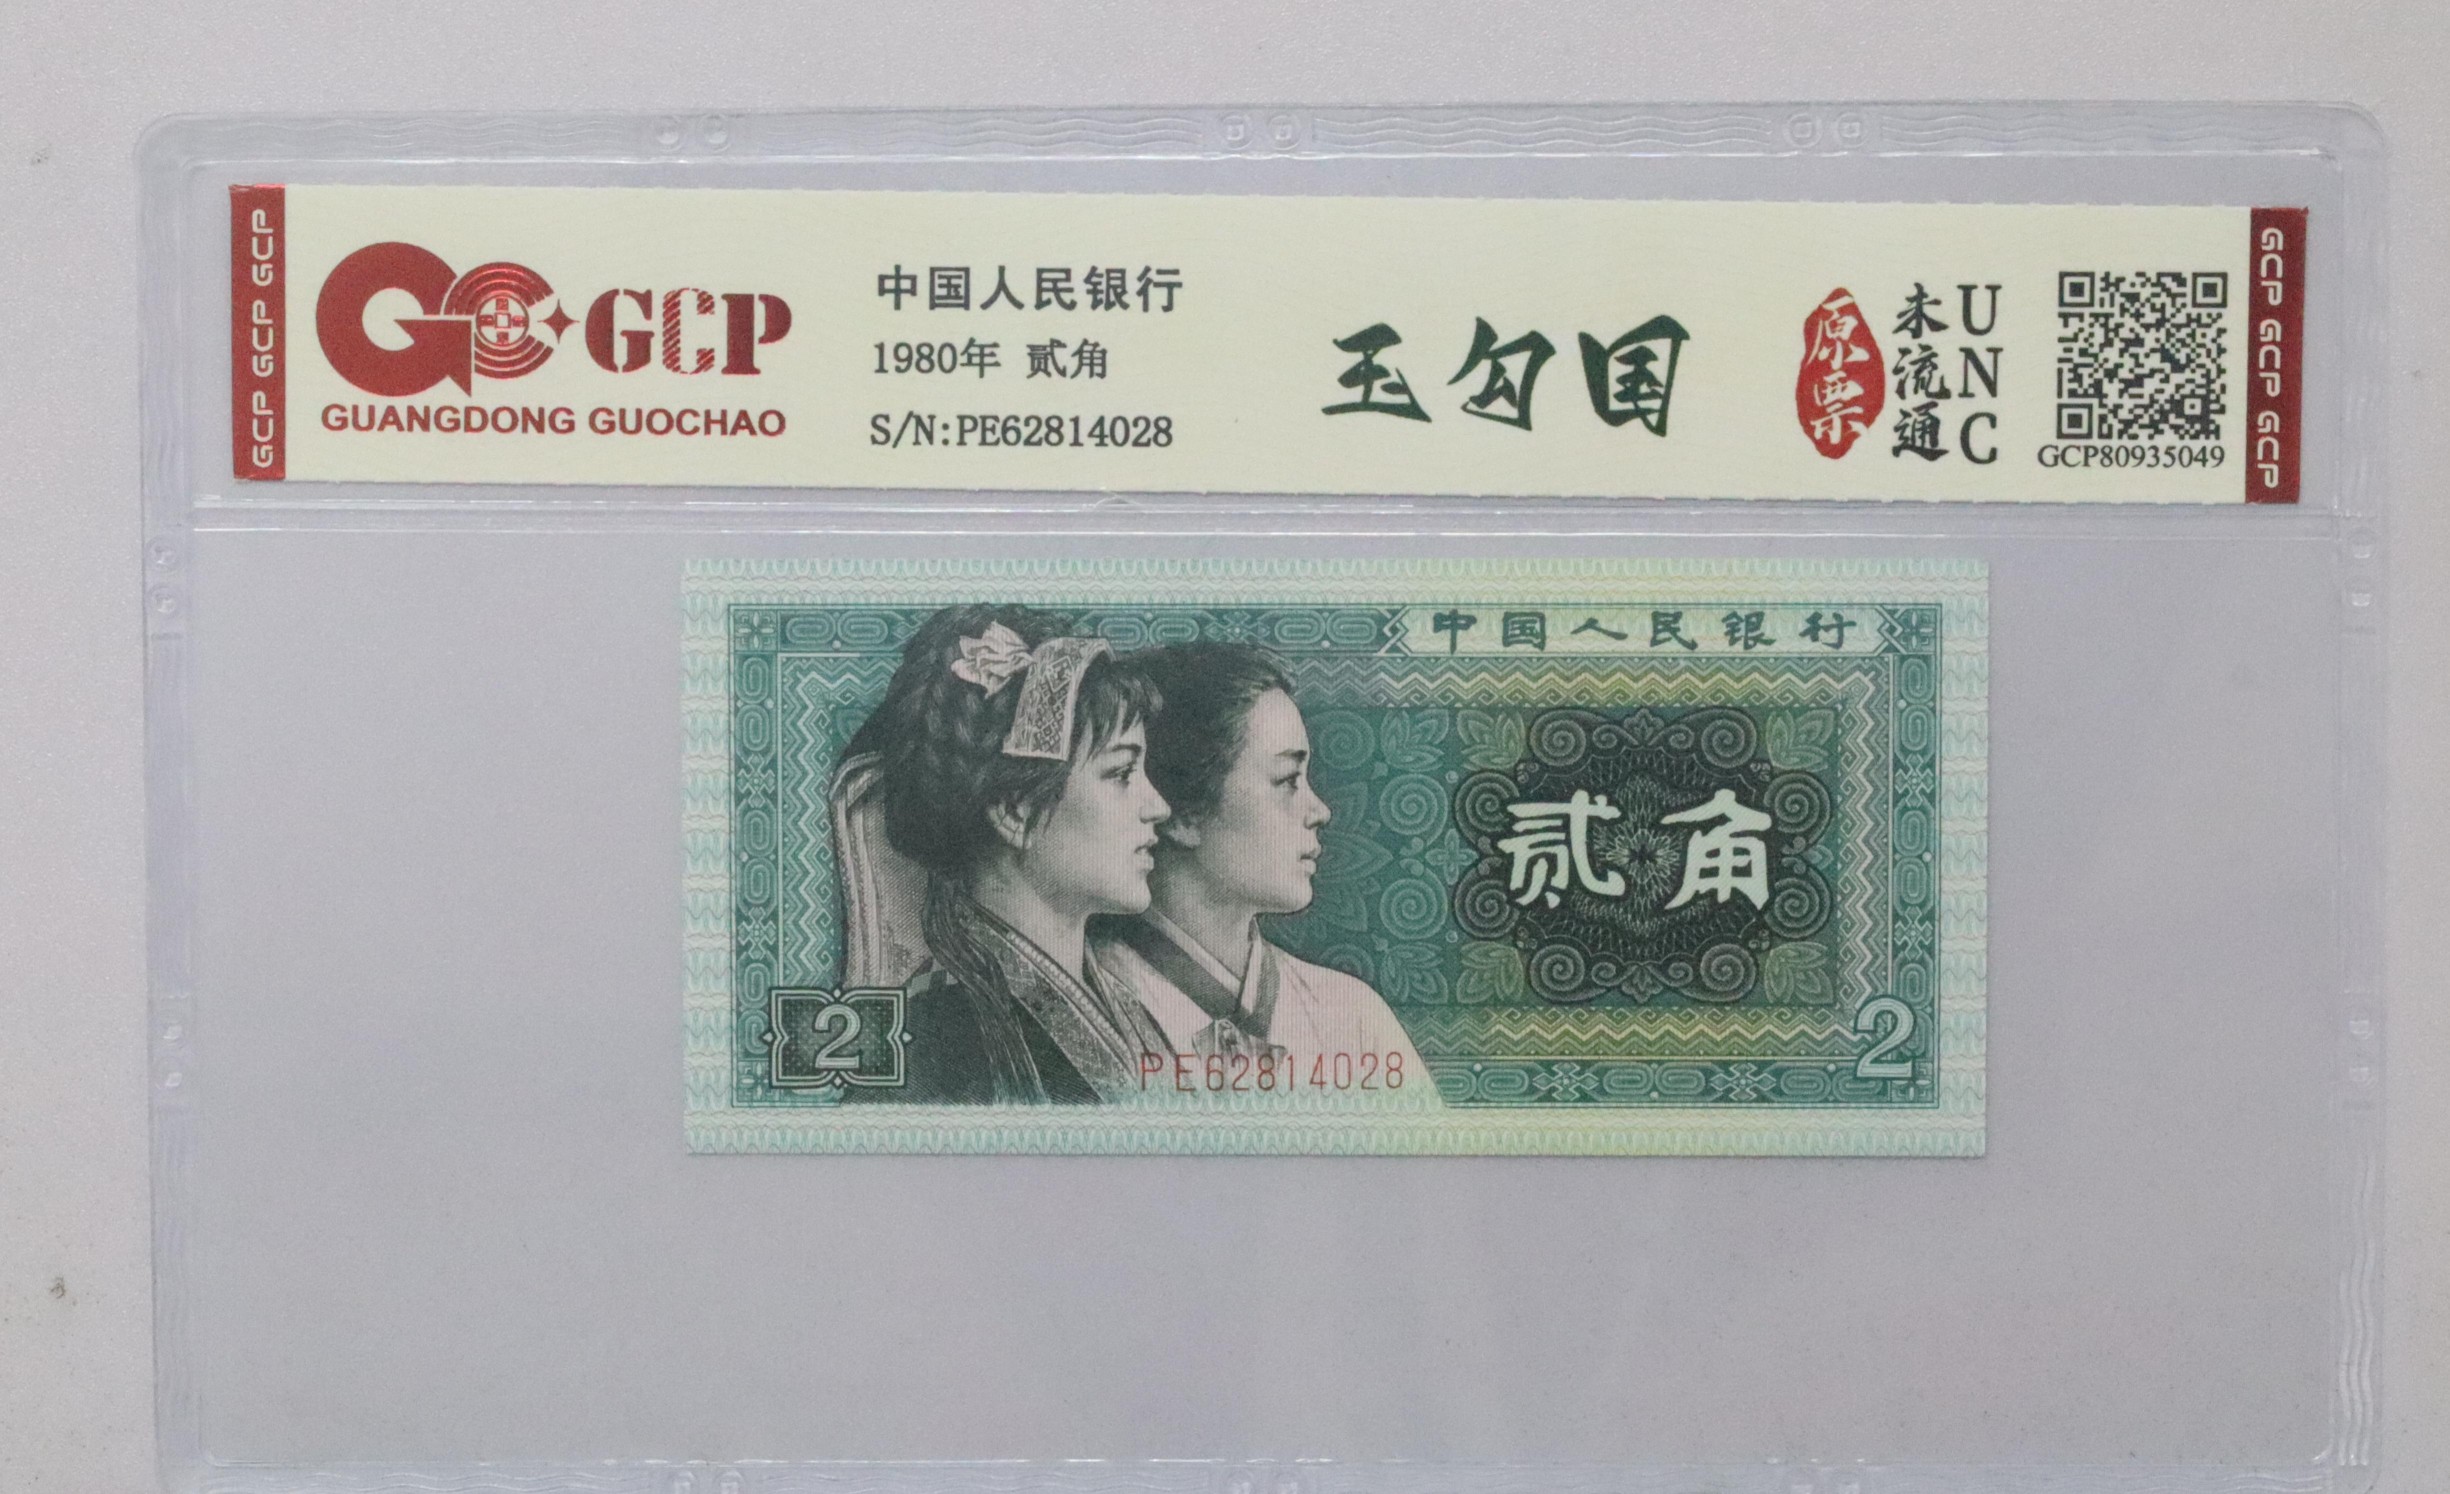 GCP GCP GCP
GCP
GUANGDONG GUOCHAO
中国人民银行
1980年 贰角
S/N:PE62814028
玉勾国
原票
未流通
UNC
GCP80935049
GCP GCP GCP
中国人民银行
贰角
2
2
PE62814028